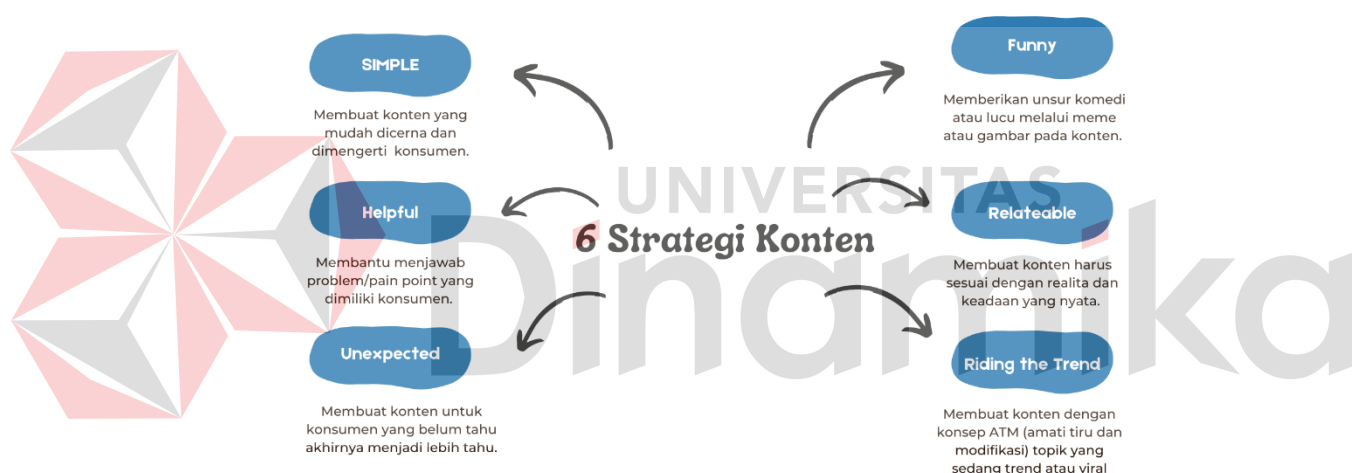 SIMPLE
Membuat konten yang
mudah dicerna dan
dimengerti konsumen.
Helpful
Membantu menjawab
problem/pain point yang
dimiliki konsumen.
Unexpected
Membuat konten untuk
konsumen yang belum tahu
akhirnya menjadi lebih tahu.
6 Strategi Konten
Funny
Memberikan unsur komedi
atau lucu melalui meme
atau gambar pada konten.
Relateable
Membuat konten harus
sesuai dengan realita dan
keadaan yang nyata.
Riding the Trend
Membuat konten dengan
konsep ATM (amati tiru dan
modifikasi) topik yang
sedang trend atau viral
UNIVERSITAS
Dinamika